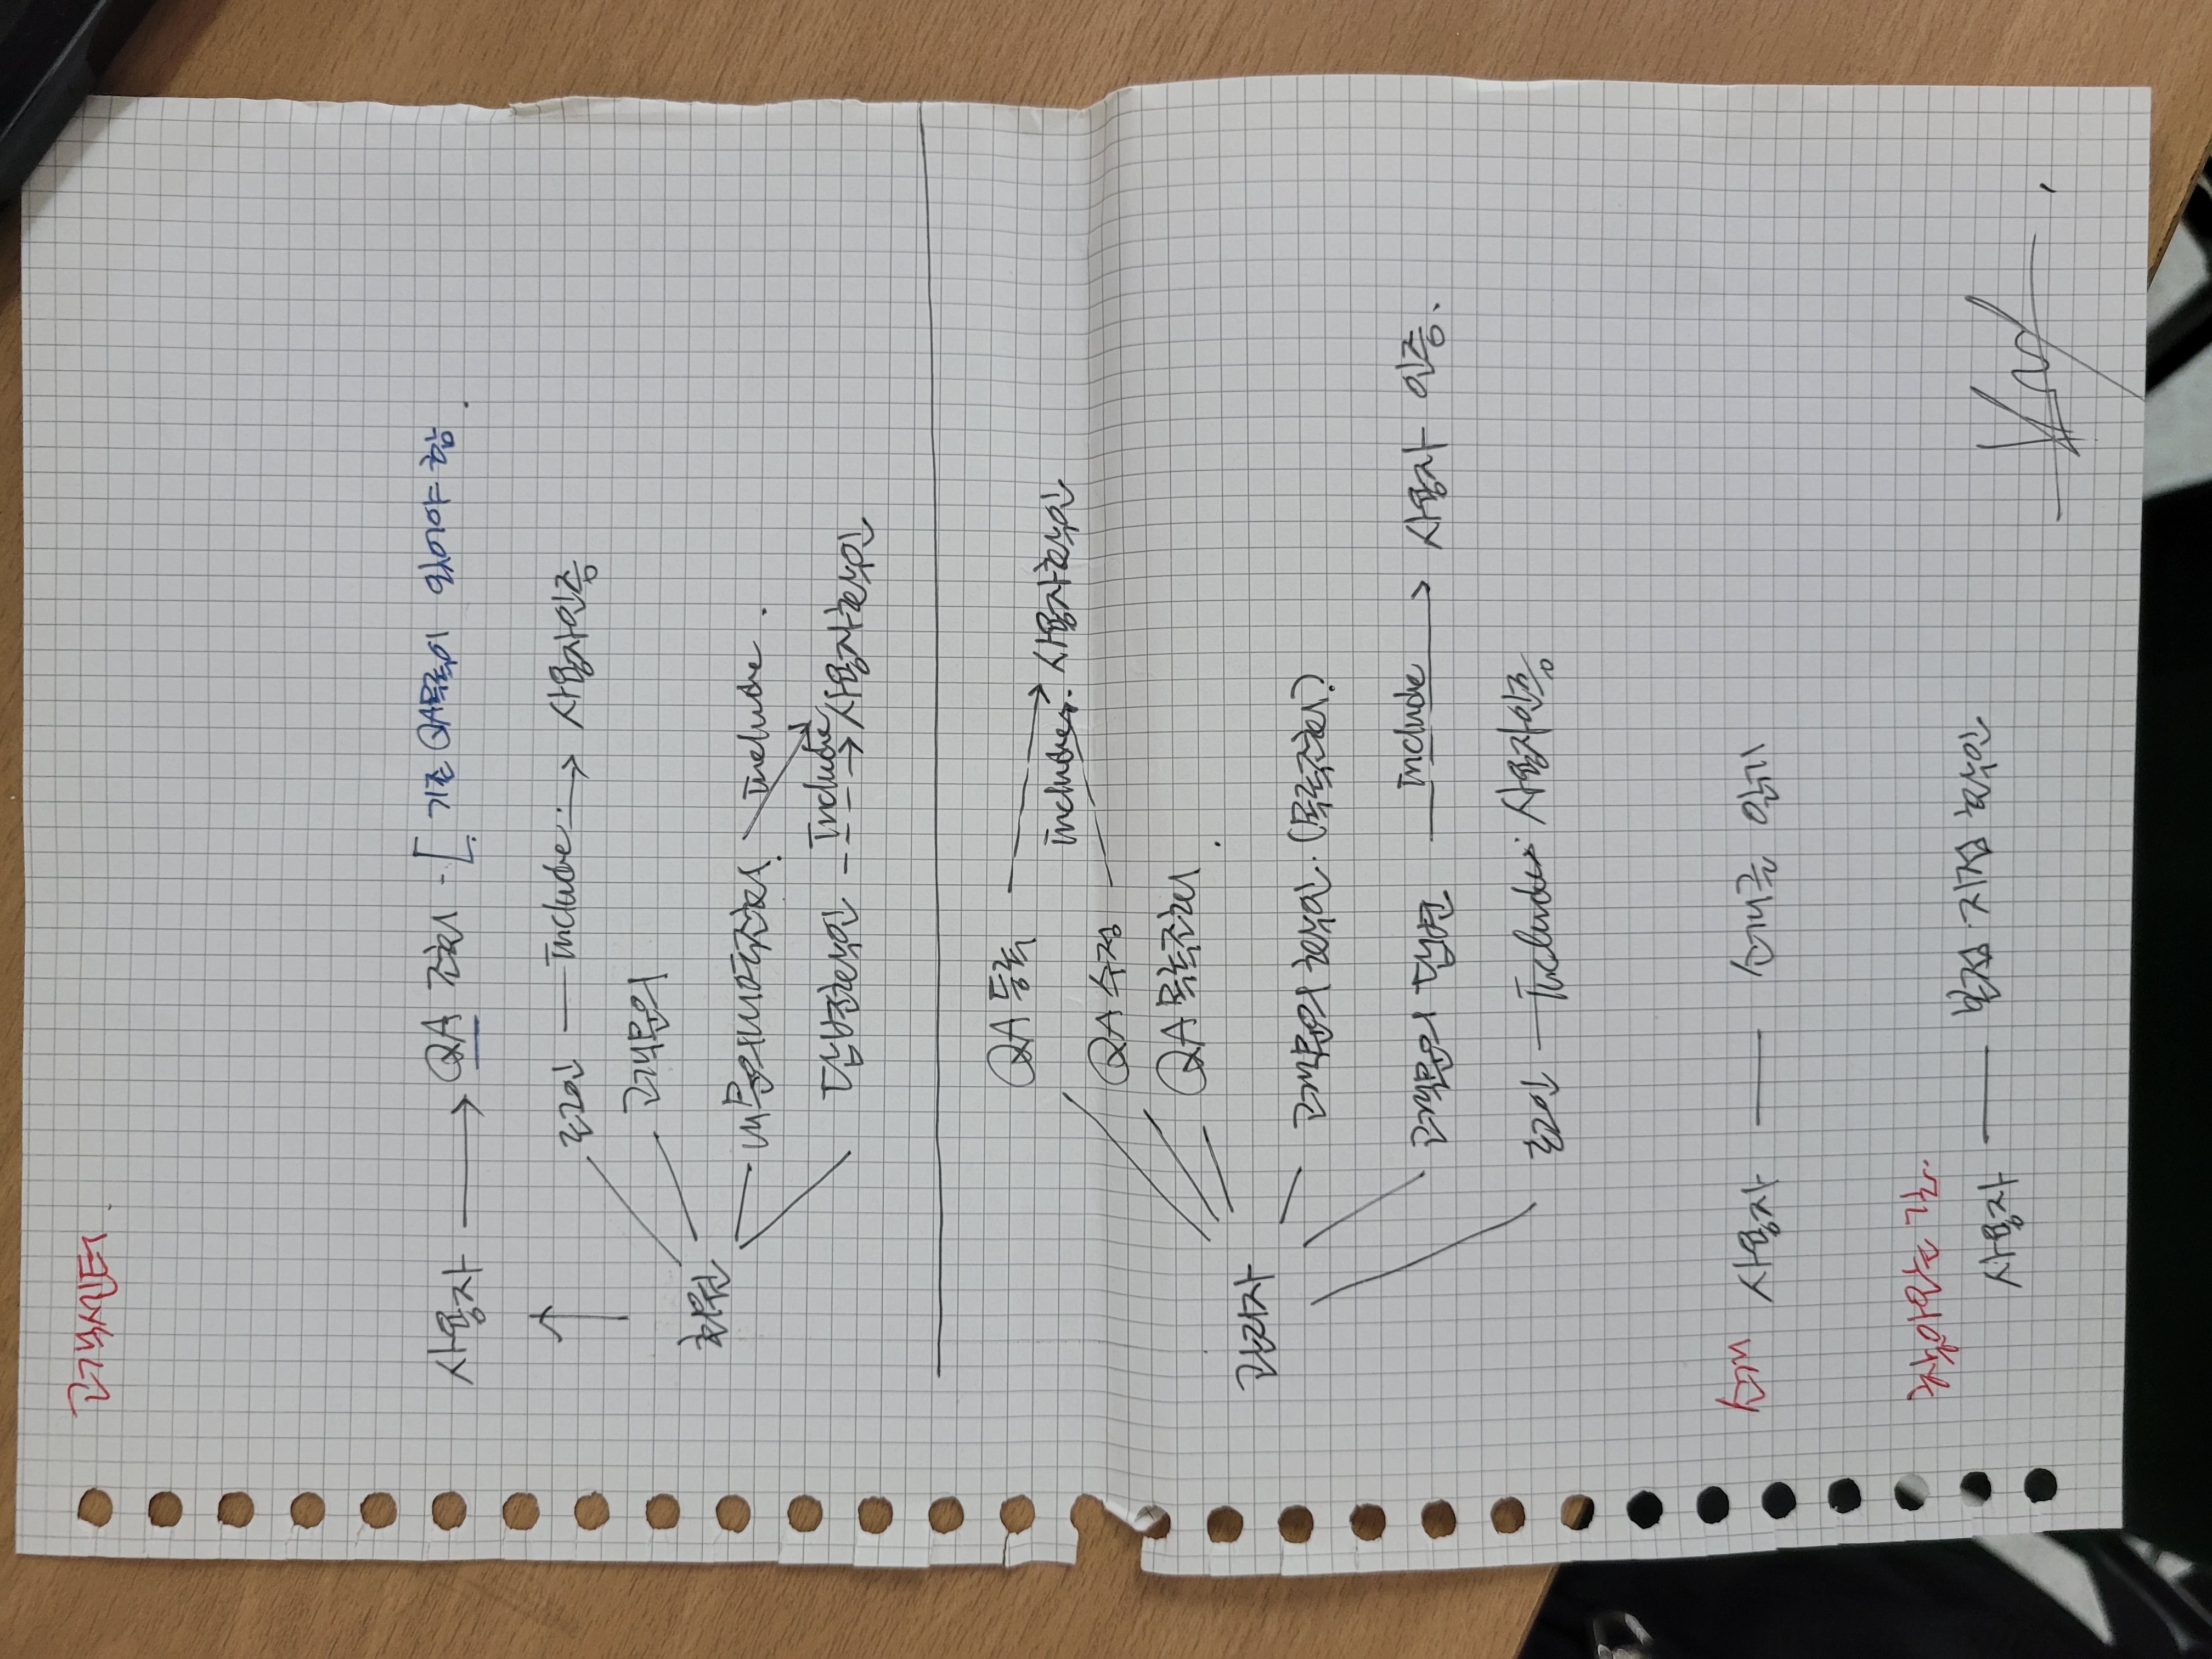 고객센터.
사용자 → QA 조회 - [ 기존 QA목록이 있어야 함.
로그인 — Include → 사용자인증
고객문의
회원
내문의내역조회. Include.
답변확인 - Include → 사용자확인
QA 등록
Include. 사용자확인
QA 수정
QA 목록조회.
관리자
고객문의 확인. (목록조회?)
고객문의 답변 — Include → 사용자 인증.
로그인 — Include → 사용자인증
소개 사용자 — 소개글 읽기
찾아오는 길.
사용자 — 본점·지점 확인